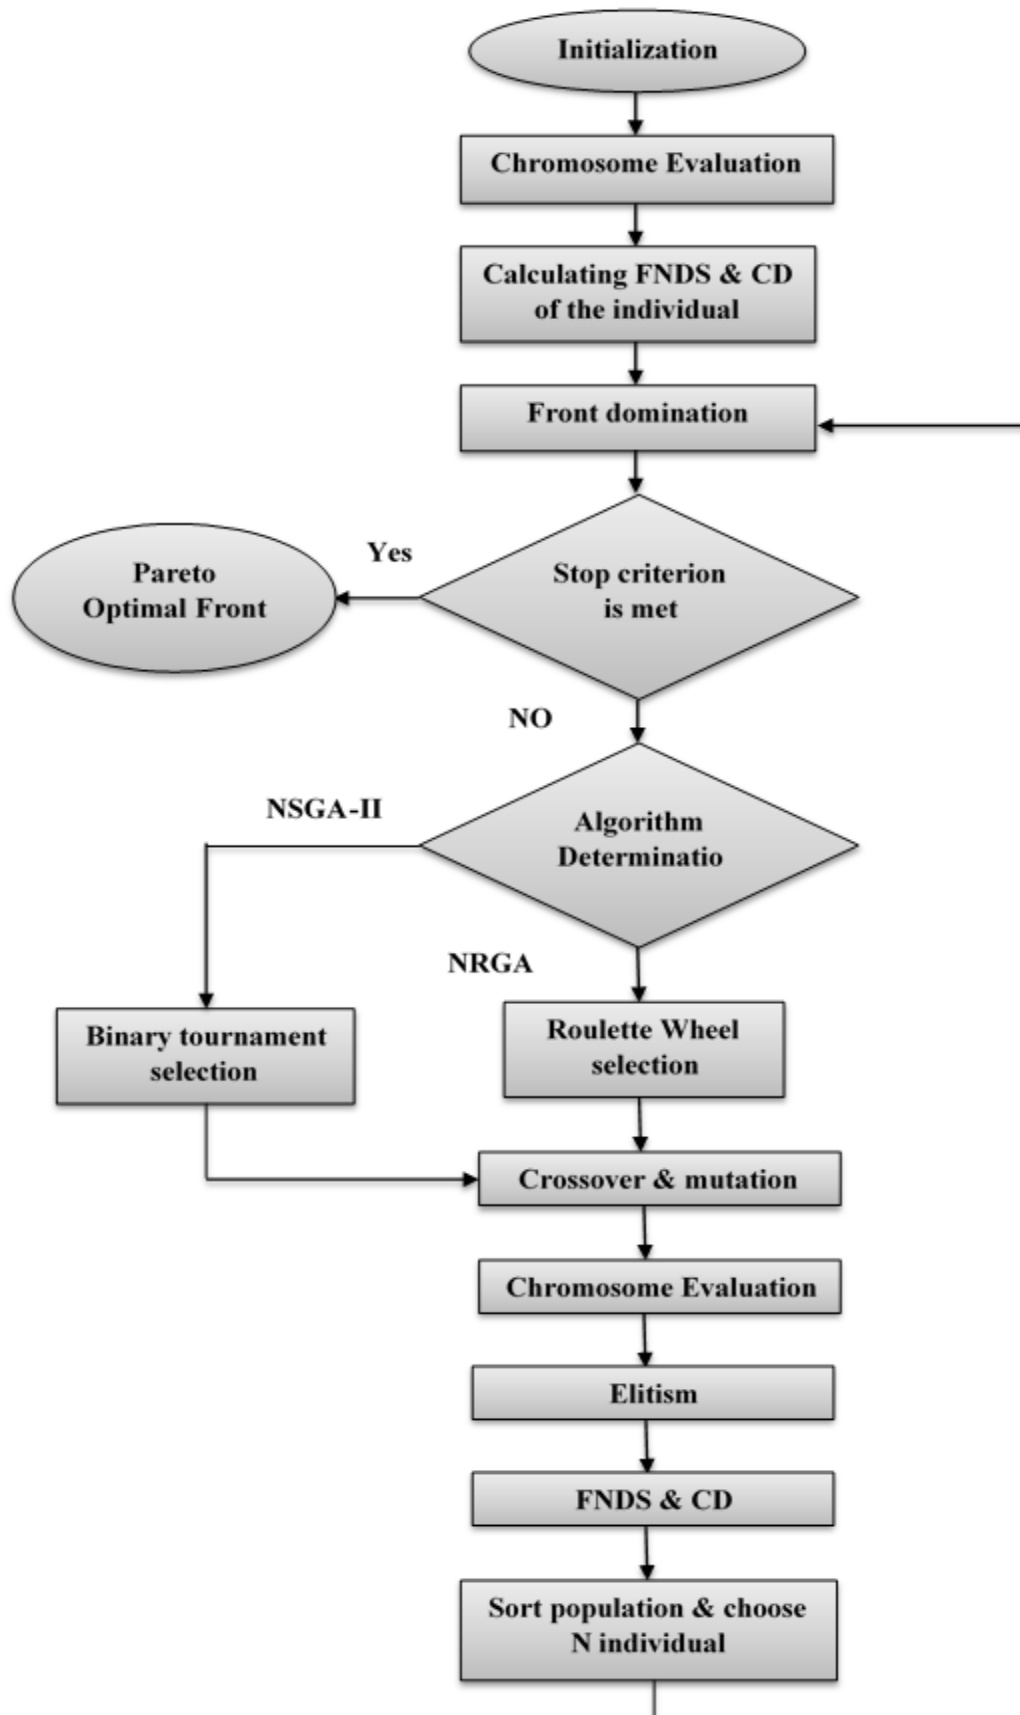 Initialization
Chromosome Evaluation
Calculating FNDS & CD
of the individual
Front domination
Yes
Pareto
Optimal Front
Stop criterion
is met
NO
NSGA-II
Algorithm
Determinatio
NRGA
Binary tournament
selection
Roulette Wheel
selection
Crossover & mutation
Chromosome Evaluation
Elitism
FNDS & CD
Sort population & choose
N individual